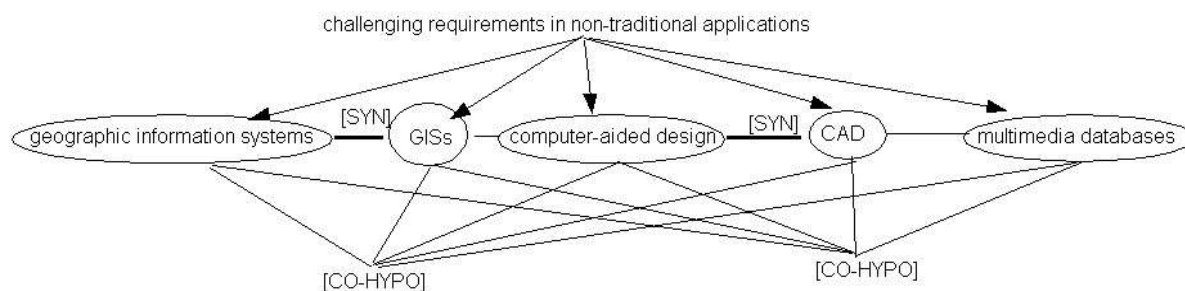 challenging requirements in non-traditional applications
[SYN]
[SYN]
geographic information systems
GISs
computer-aided design
CAD
multimedia databases
[CO-HYPO]
[CO-HYPO]